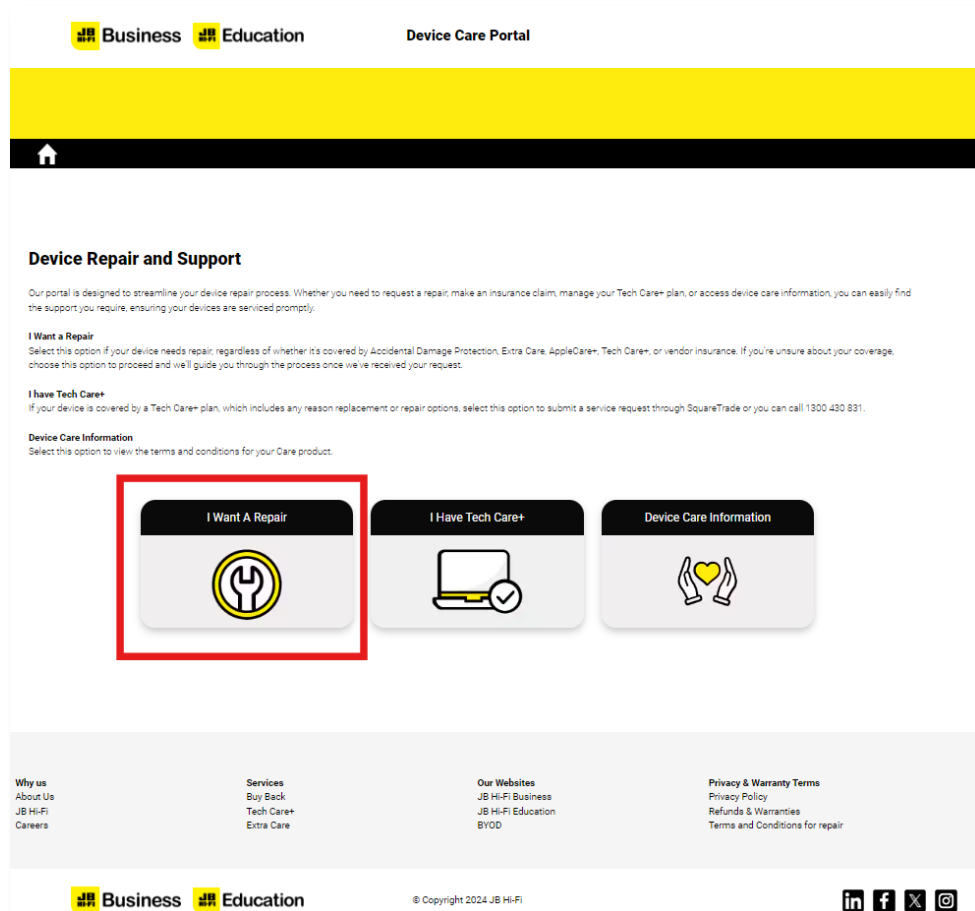 JB HI-FI Business JB HI-FI Education Device Care Portal
Device Repair and Support
Our portal is designed to streamline your device repair process. Whether you need to request a repair, make an insurance claim, manage your Tech Care+ plan, or access device care information, you can easily find
the support you require, ensuring your devices are serviced promptly.
I Want a Repair
Select this option if your device needs repair, regardless of whether it's covered by Accidental Damage Protection, Extra Care, AppleCare+, Tech Care+, or vendor insurance. If you're unsure about your coverage,
choose this option to proceed and we'll guide you through the process once we've received your request.
I have Tech Care+
If your device is covered by a Tech Care+ plan, which includes any reason replacement or repair options, select this option to submit a service request through SquareTrade or you can call 1300 430 831.
Device Care Information
Select this option to view the terms and conditions for your Care product.
I Want A Repair
I Have Tech Care+
Device Care Information
Why us
About Us
JB Hi-Fi
Careers
Services
Buy Back
Tech Care+
Extra Care
Our Websites
JB Hi-Fi Business
JB Hi-Fi Education
BYOD
Privacy & Warranty Terms
Privacy Policy
Refunds & Warranties
Terms and Conditions for repair
JB HI-FI Business JB HI-FI Education © Copyright 2024 JB Hi-Fi in f X